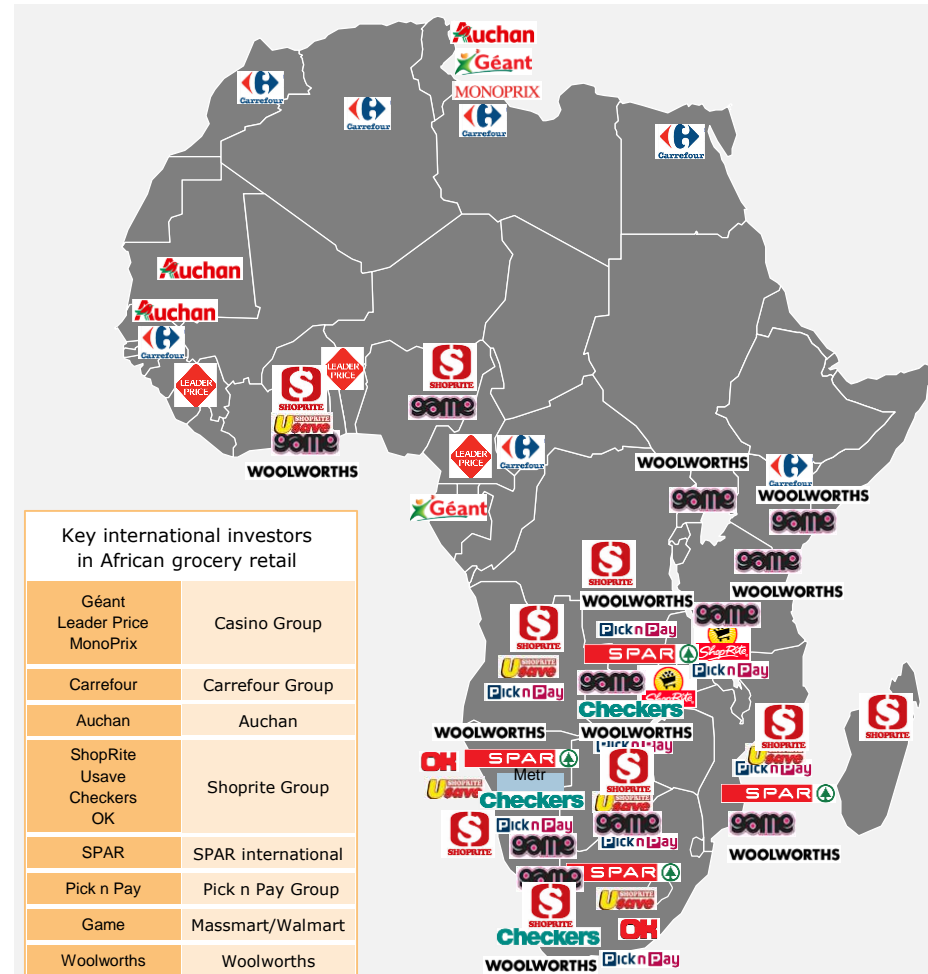 Auchan
Géant
MONOPRIX
Carrefour
Carrefour
Carrefour
Carrefour
Auchan
Auchan
Carrefour
LEADER
PRICE
SHOPRITE
SHOPRITE
Usave
game
WOOLWORTHS
LEADER
PRICE
SHOPRITE
game
LEADER
PRICE
Carrefour
Géant
WOOLWORTHS
game
Carrefour
WOOLWORTHS
game
game
WOOLWORTHS
SHOPRITE
WOOLWORTHS
Pick n Pay
SPAR
game
ShopRite
Pick n Pay
SHOPRITE
SHOPRITE
Usave
Pick n Pay
game
ShopRite
Checkers
WOOLWORTHS
Pick n Pay
WOOLWORTHS
OK
SPAR
Metr
SHOPRITE
Usave
Checkers
SHOPRITE
Pick n Pay
game
SHOPRITE
SHOPRITE
Usave
game
Pick n Pay
SHOPRITE
Usave
Pick n Pay
SPAR
game
WOOLWORTHS
SHOPRITE
game
SPAR
SHOPRITE
SHOPRITE
Usave
Checkers
OK
WOOLWORTHS
Pick n Pay
Key international investors
in African grocery retail
Géant
Leader Price
MonoPrix
Casino Group
Carrefour
Carrefour Group
Auchan
Auchan
ShopRite
Usave
Checkers
OK
Shoprite Group
SPAR
SPAR international
Pick n Pay
Pick n Pay Group
Game
Massmart/Walmart
Woolworths
Woolworths